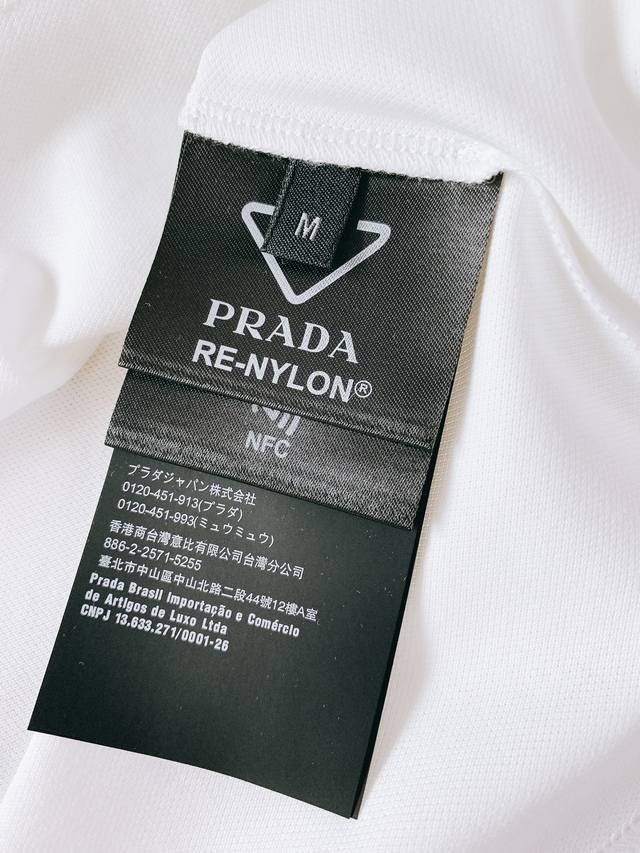 M
PRADA
RE-NYLON®
NFC
プラダジャパン株式会社
0120-451-913(プラダ)
0120-451-993(ミュウミュウ)
香港商台灣意比有限公司台灣分公司
886-2-2571-5255
臺北市中山區中山北路二段44號12樓A室
Prada Brasil Importação e Comércio
de Artigos de Luxo Ltda
CNPJ 13.633.271/0001-26